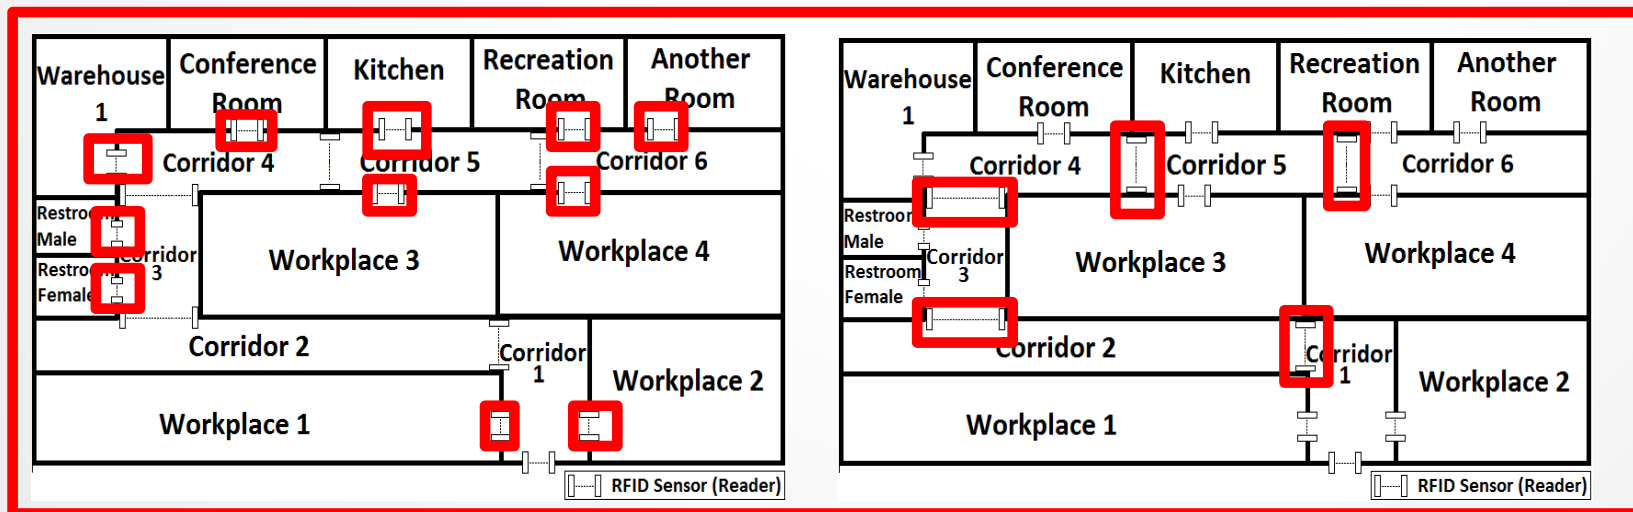 Warehouse
1
Conference
Room
Kitchen
Recreation
Room
Another
Room
Corridor 4
Corridor 5
Corridor 6
Restroom
Male
Restroom
Female
Corridor
3
Workplace 3
Workplace 4
Corridor 2
Corridor
1
Workplace 2
Workplace 1
RFID Sensor (Reader)
Warehouse
1
Conference
Room
Kitchen
Recreation
Room
Another
Room
Corridor 4
Corridor 5
Corridor 6
Restroom
Male
Restroom
Female
Corridor
3
Workplace 3
Workplace 4
Corridor 2
Corridor
1
Workplace 2
Workplace 1
RFID Sensor (Reader)